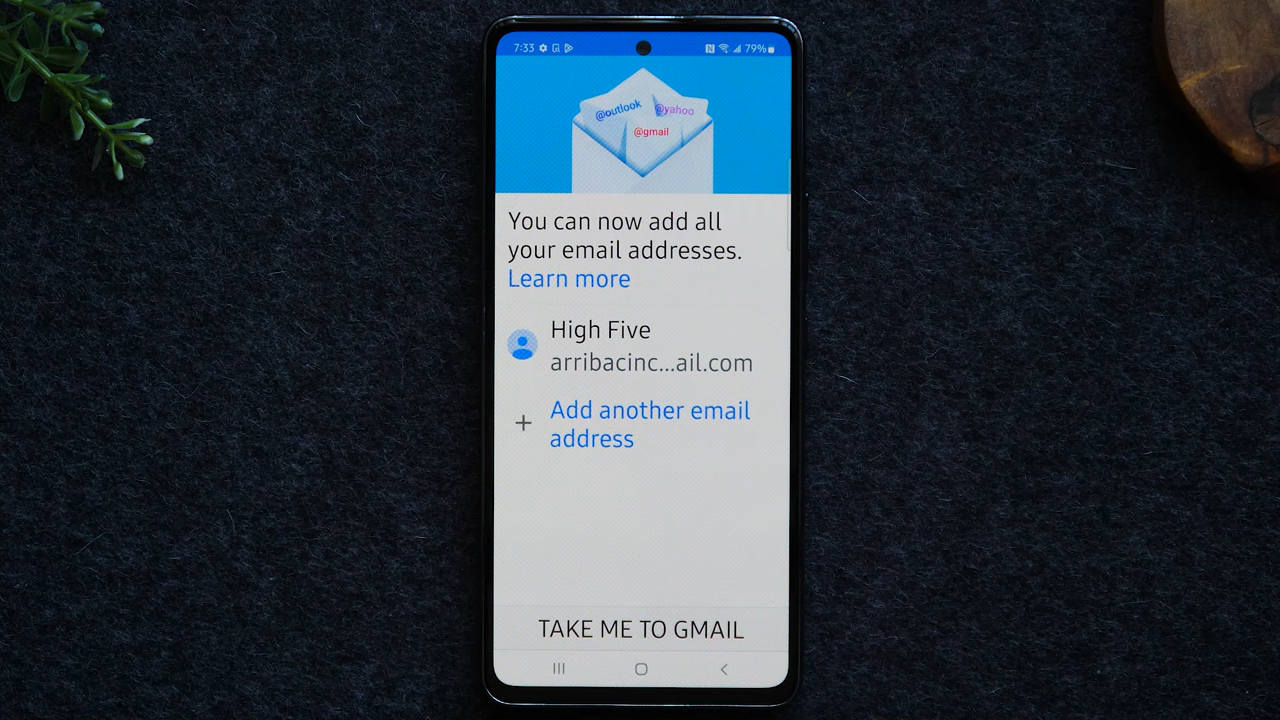 7:33 79%
@outlook @yahoo
@gmail
You can now add all
your email addresses.
Learn more
High Five
arribacinc...ail.com
Add another email
address
TAKE ME TO GMAIL